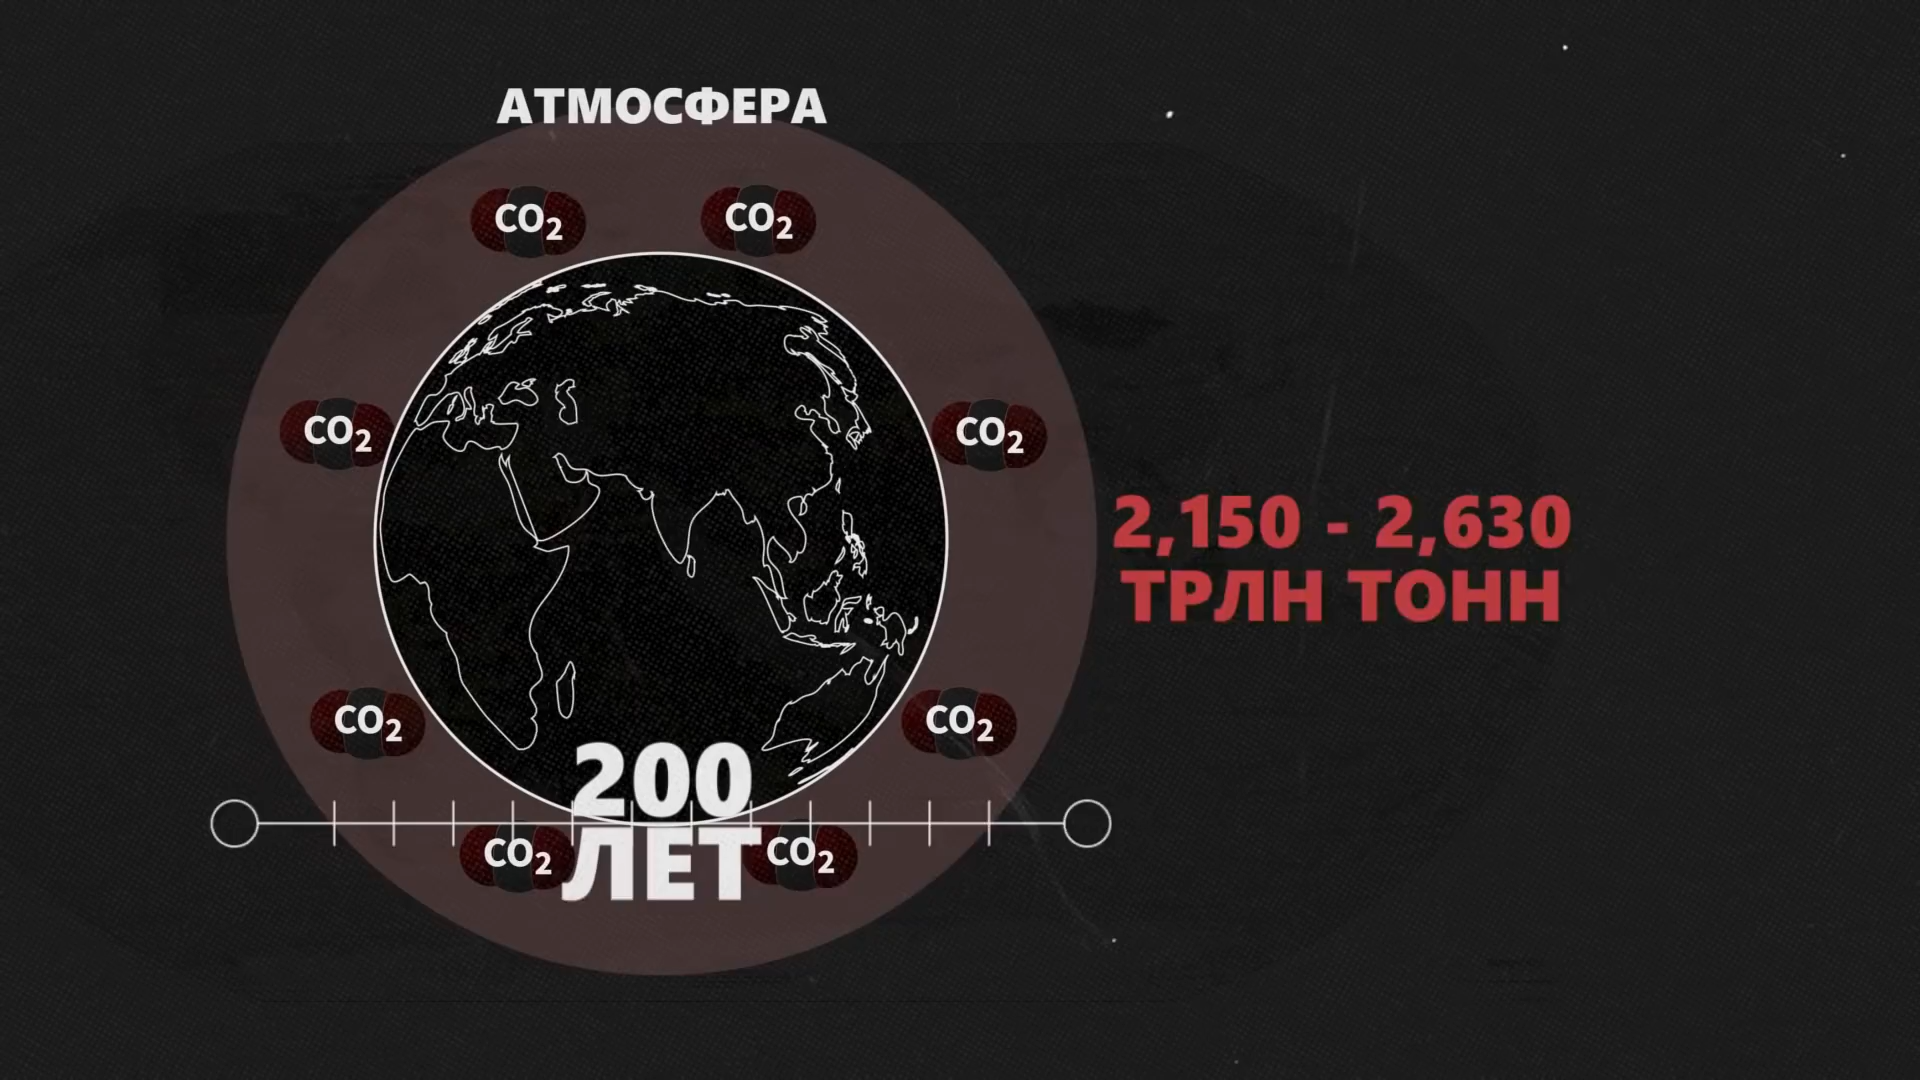 АТМОСФЕРА
CO₂
CO₂
CO₂
CO₂
2,150 - 2,630
ТРЛН ТОНН
CO₂
CO₂
200
ЛЕТ
CO₂
CO₂